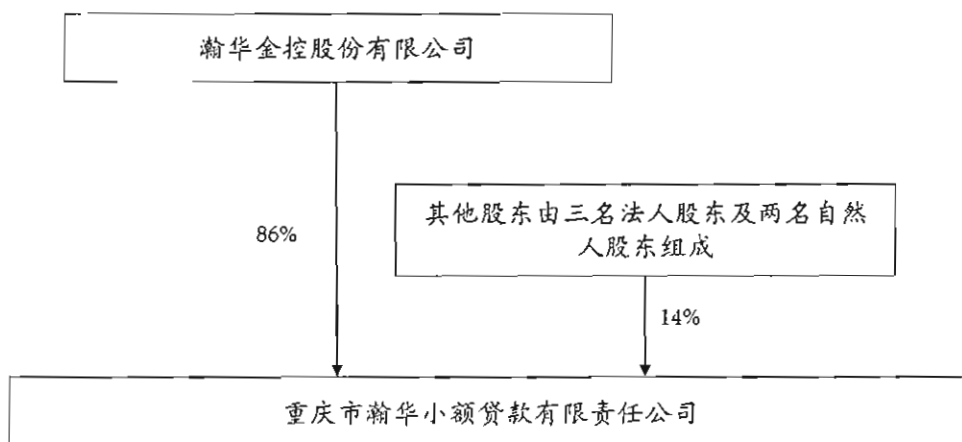 瀚华金控股份有限公司
其他股东由三名法人股东及两名自然
人股东组成
86%
14%
重庆市瀚华小额贷款有限责任公司